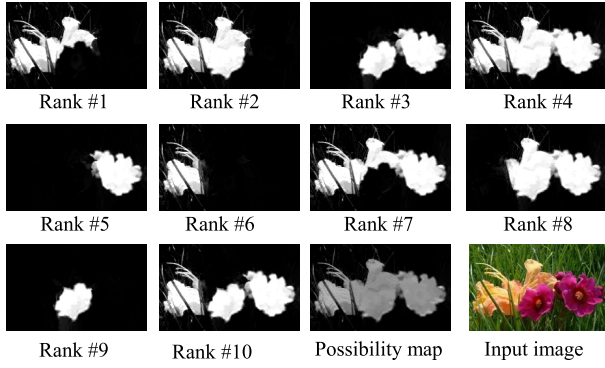 Rank #1 Rank #2 Rank #3 Rank #4
Rank #5 Rank #6 Rank #7 Rank #8
Rank #9 Rank #10 Possibility map Input image